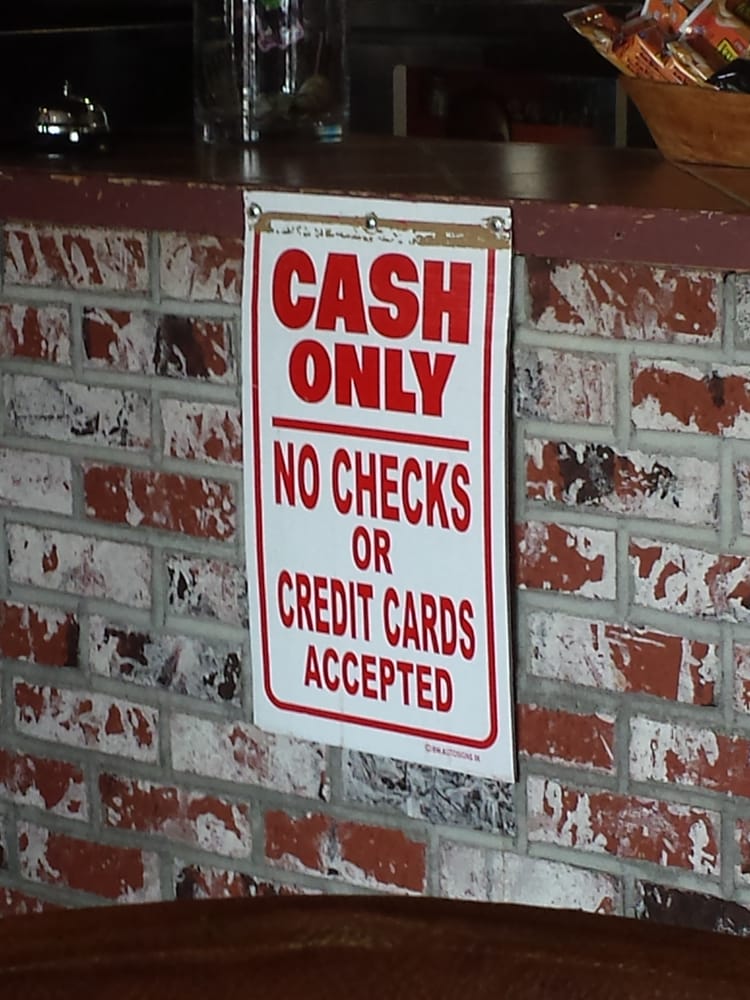 CASH
ONLY
NO CHECKS
OR
CREDIT CARDS
ACCEPTED